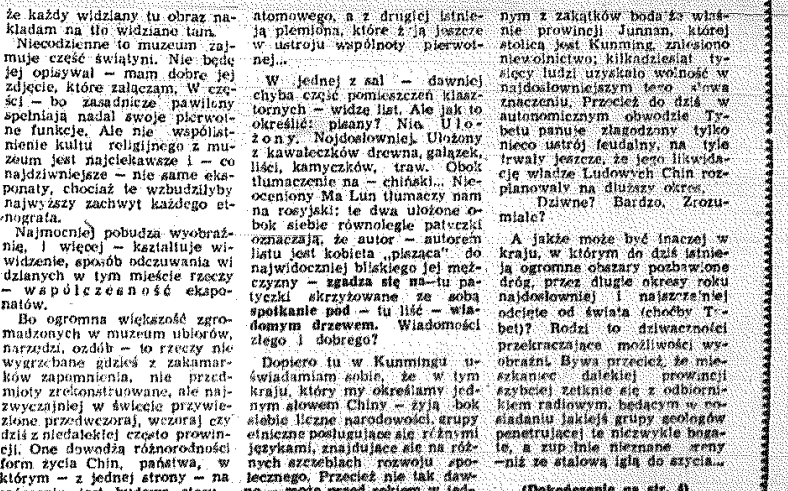 że każdy widziany tu obraz na-
kładam na tło widziane tam.
Niecodzienne to muzeum zaj-
muje część świątyni. Nie będę
jej opisywał — mam dobre jej
zdjęcie, które załączam. W czę-
ści — bo zasadnicze pawilony
spełniają nadal swoje pierwot-
ne funkcje. Ale nie współist-
nienie kultu religijnego z mu-
zeum jest najciekawsze i — co
najdziwniejsze — nie same eks-
ponaty, chociaż te wzbudziłyby
najwyższy zachwyt każdego et-
nografa.
Najmocniej pobudza wyobraź-
nię, i więcej — kształtuje wi-
widzenie, sposób odczuwania wi
dzianych w tym mieście rzeczy
— współczesność ekspo-
natów.
Bo ogromna większość zgro-
madzonych w muzeum ubiorów,
narzędzi, ozdób — to rzeczy nie
wygrzebane gdzieś z zakamar-
ków zapomnienia, nie przed-
mioty zrekonstruowane, ale naj-
zwyczajniej w świecie przywie-
zione przedwczoraj, wczoraj czy
dziś z niedalekiej często prowin-
cji. One dowodzą różnorodności
form życia Chin, państwa, w
którym — z jednej strony — na
atomowego, a z drugiej istnie-
ją plemiona, które żyją jeszcze
w ustroju wspólnoty pierwot-
nej...
W jednej z sal — dawniej
chyba część pomieszczeń klasz-
tornych — widzę list. Ale jak to
określić: pisany? Nie. Uło-
żony. Najdosłowniej. Ułożony
z kawałeczków drewna, gałązek,
liści, kamyczków, traw. Obok
tłumaczenie na — chiński... Nie-
oceniony Ma Lun tłumaczy nam
na rosyjski: te dwa ułożone o-
bok siebie równoległe patyczki
oznaczają, że autor — autorem
listu jest kobieta „pisząca" do
najwidoczniej bliskiego jej męż-
czyzny — zgadza się na—tu pa-
tyczki skrzyżowane ze sobą
spotkanie pod — tu liść — wia-
domym drzewem. Wiadomości
złego i dobrego?
Dopiero tu w Kunmingu u-
świadamiam sobie, że w tym
kraju, który my określamy jed-
nym słowem Chiny — żyją obok
siebie liczne narodowości, grupy
etniczne posługujące się różnymi
językami, znajdujące się na róż-
nych szczeblach rozwoju spo-
łecznego. Przecież nie tak daw-
no — może przed rokiem w jed-
nym z zakątków bodaże właś-
nie prowincji Junnan, której
stolicą jest Kunming, zniesiono
niewolnictwo; kilkadziesiąt ty-
sięcy ludzi uzyskało wolność w
najdosłowniejszym tego słowa
znaczeniu. Przecież do dziś w
autonomicznym obwodzie Ty-
betu panuje złagodzony tylko
nieco ustrój feudalny, na tyle
trwały jeszcze, że jego likwida-
cję władze Ludowych Chin roz-
planowały na dłuższy okres.
Dziwne? Bardzo. Zrozu-
miałe?
A jakże może być inaczej w
kraju, w którym do dziś istnie-
ją ogromne obszary pozbawione
dróg, przez długie okresy roku
najdosłowniej i najszczelniej
odcięte od świata (choćby Ty-
bet)? Rodzi to dziwaczności
przekraczające możliwości wy-
obraźni. Bywa przecież, że mie-
szkaniec dalekiej prowincji
szybciej zetknie się z odbiorni-
kiem radiowym, będącym w po-
siadaniu jakiejś grupy geologów
penetrującej te niezwykle boga-
te, a zupełnie nieznane tereny
—niż ze stalową igłą do szycia...
(Dokończenie na str. 4)